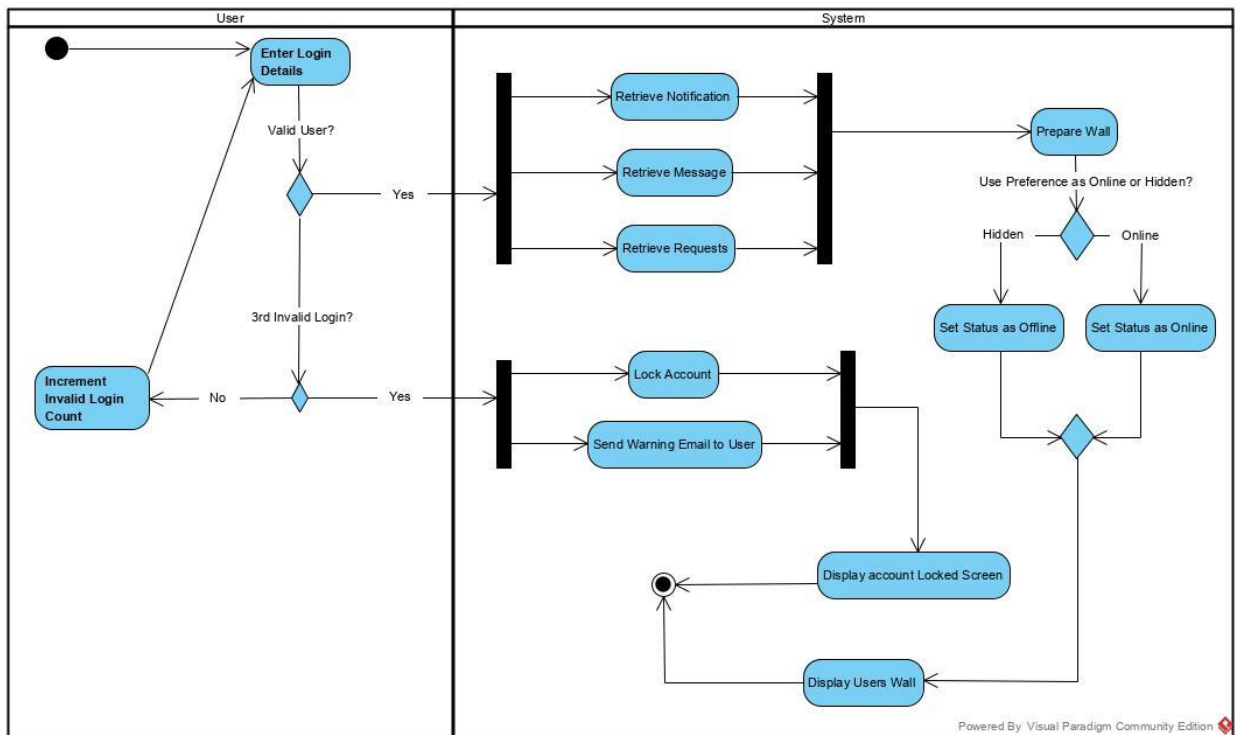 User
System
Enter Login
Details
Valid User?
Yes
3rd Invalid Login?
Increment
Invalid Login
Count
No
Yes
Retrieve Notification
Retrieve Message
Retrieve Requests
Prepare Wall
Use Preference as Online or Hidden?
Hidden
Online
Set Status as Offline
Set Status as Online
Lock Account
Send Warning Email to User
Display account Locked Screen
Display Users Wall
Powered By Visual Paradigm Community Edition